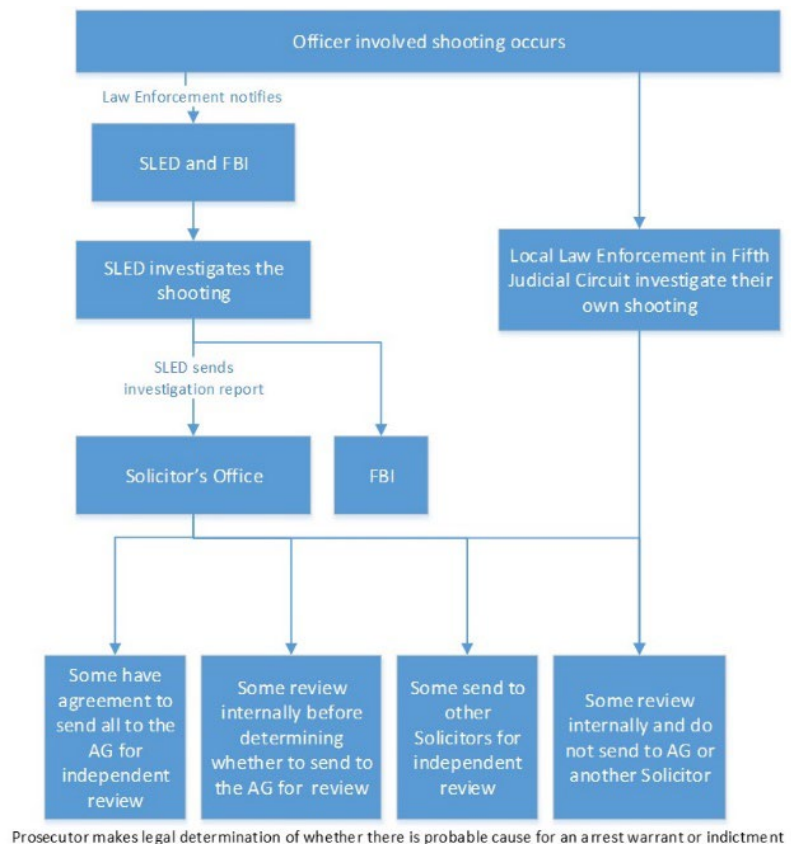 Officer involved shooting occurs
Law Enforcement notifies
SLED and FBI
SLED investigates the
shooting
Local Law Enforcement in Fifth
Judicial Circuit investigate their
own shooting
SLED sends
investigation report
Solicitor's Office
FBI
Some have
agreement to
send all to the
AG for
independent
review
Some review
internally before
determining
whether to send to
the AG for review
Some send to
other
Solicitors for
independent
review
Some review
internally and do
not send to AG or
another Solicitor
Prosecutor makes legal determination of whether there is probable cause for an arrest warrant or indictment